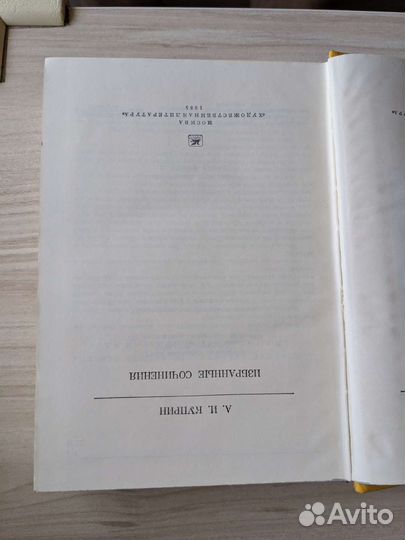 А. И. КУПРИН
ИЗБРАННЫЕ СОЧИНЕНИЯ
МОСКВА
«ХУДОЖЕСТВЕННАЯ ЛИТЕРАТУРА»
1985
Avito